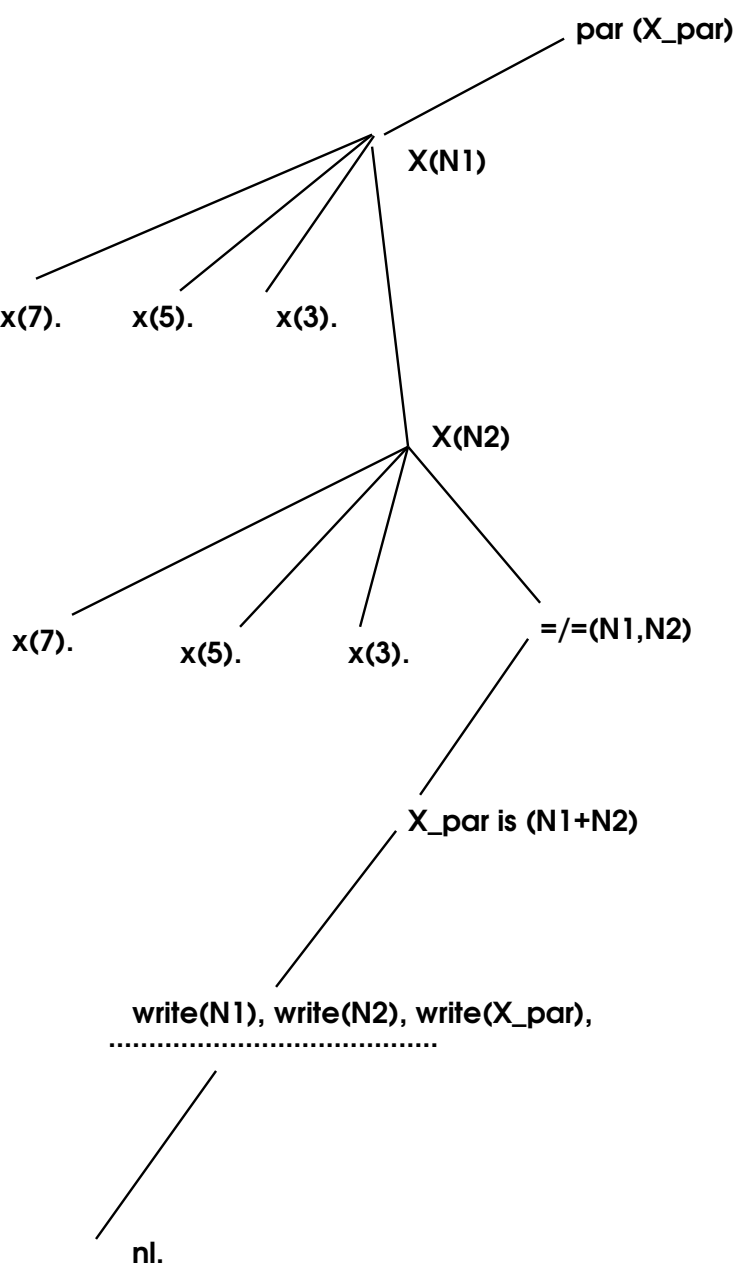 par (X_par)
X(N1)
x(7). x(5). x(3).
X(N2)
=/=(N1,N2)
x(7). x(5). x(3).
X_par is (N1+N2)
write(N1), write(N2), write(X_par),
.........................................
nl.